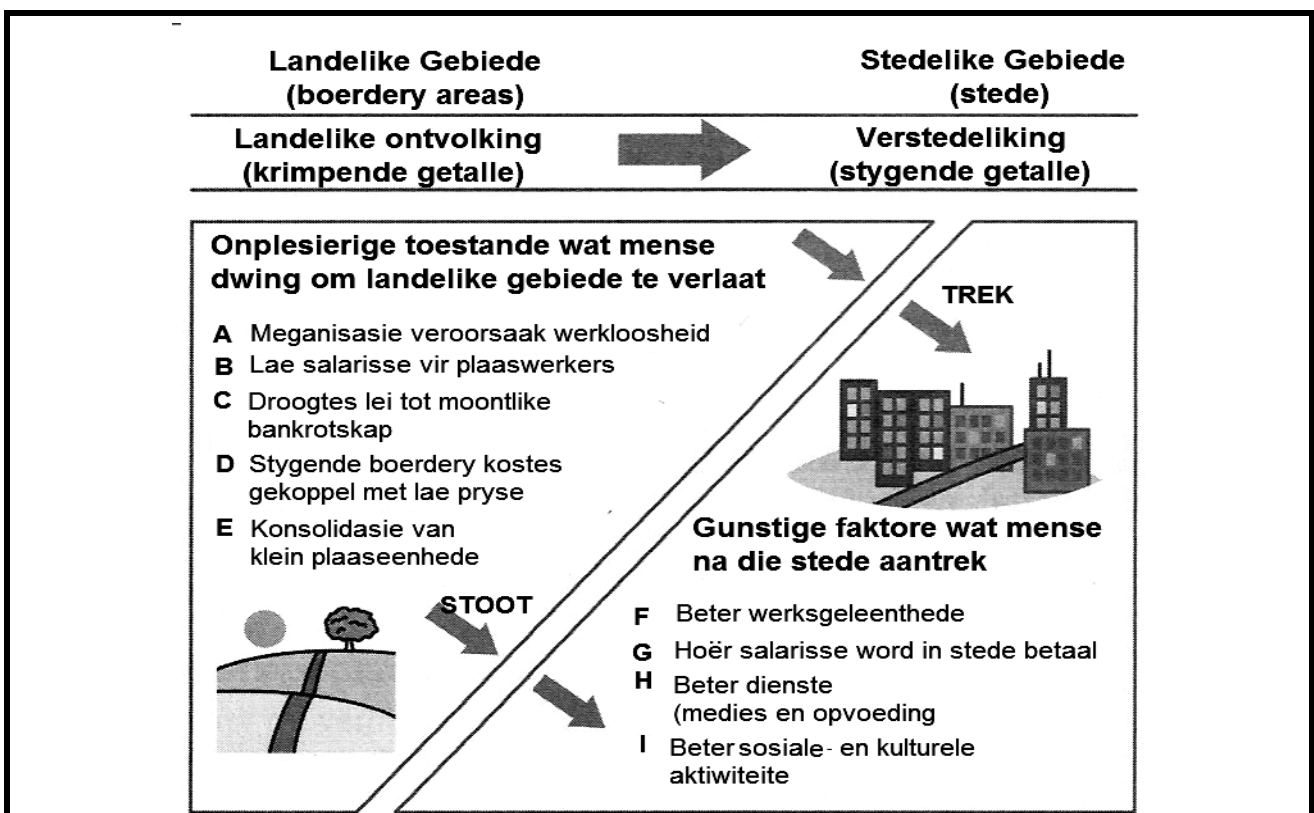 Landelike Gebiede
(boerdery areas)
Stedelike Gebiede
(stede)
Landelike ontvolking
(krimpende getalle)
Verstedeliking
(stygende getalle)
Onplesierige toestande wat mense
dwing om landelike gebiede te verlaat
A Meganisasie veroorsaak werkloosheid
B Lae salarisse vir plaaswerkers
C Droogtes lei tot moontlike
bankrotskap
D Stygende boerdery kostes
gekoppel met lae pryse
E Konsolidasie van
klein plaaseenhede
STOOT
TREK
Gunstige faktore wat mense
na die stede aantrek
F Beter werksgeleenthede
G Hoër salarisse word in stede betaal
H Beter dienste
(medies en opvoeding
I Beter sosiale- en kulturele
aktiwiteite